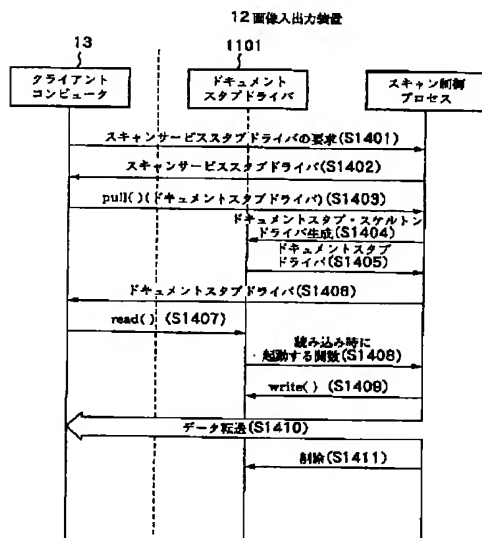 12 画像入出力装置
13
1101
クライアント
コンピュータ
ドキュメント
スタブドライバ
スキャン制御
プロセス
スキャンサービススタブドライバの要求(S1401)
スキャンサービススタブドライバ(S1402)
pull()(ドキュメントスタブドライバ)(S1403)
ドキュメントスタブ・スケルトン
ドライバ生成(S1404)
ドキュメントスタブ
ドライバ(S1405)
ドキュメントスタブドライバ(S1406)
read() (S1407)
読み込み時に
起動する関数(S1408)
write() (S1409)
データ転送(S1410)
削除(S1411)